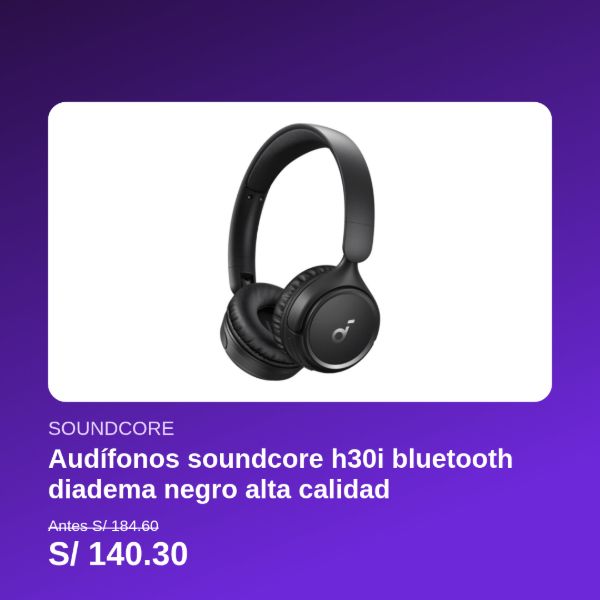 SOUNDCORE
Audífonos soundcore h30i bluetooth
diadema negro alta calidad
Antes S/ 184.60
S/ 140.30